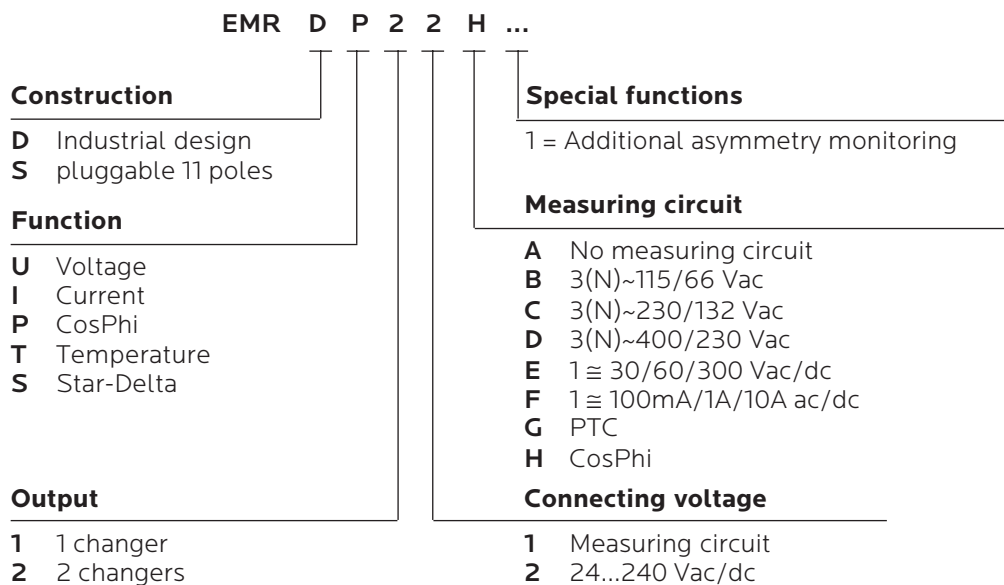 EMR D P 2 2 H ...
Construction
D Industrial design
S pluggable 11 poles
Function
U Voltage
I Current
P CosPhi
T Temperature
S Star-Delta
Output
1 1 changer
2 2 changers
Special functions
1 = Additional asymmetry monitoring
Measuring circuit
A No measuring circuit
B 3(N)~115/66 Vac
C 3(N)~230/132 Vac
D 3(N)~400/230 Vac
E 1 ≅ 30/60/300 Vac/dc
F 1 ≅ 100mA/1A/10A ac/dc
G PTC
H CosPhi
Connecting voltage
1 Measuring circuit
2 24...240 Vac/dc